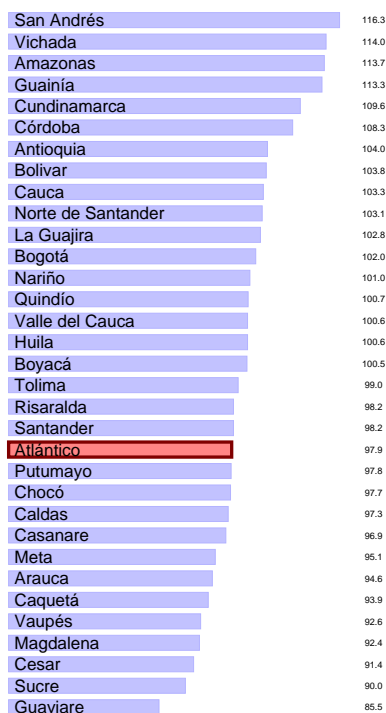 San Andrés 116.3
Vichada 114.0
Amazonas 113.7
Guainía 113.3
Cundinamarca 109.6
Córdoba 108.3
Antioquia 104.0
Bolivar 103.8
Cauca 103.3
Norte de Santander 103.1
La Guajira 102.8
Bogotá 102.0
Nariño 101.0
Quindío 100.7
Valle del Cauca 100.6
Huila 100.6
Boyacá 100.5
Tolima 99.0
Risaralda 98.2
Santander 98.2
Atlántico 97.9
Putumayo 97.8
Chocó 97.7
Caldas 97.3
Casanare 96.9
Meta 95.1
Arauca 94.6
Caquetá 93.9
Vaupés 92.6
Magdalena 92.4
Cesar 91.4
Sucre 90.0
Guaviare 85.5